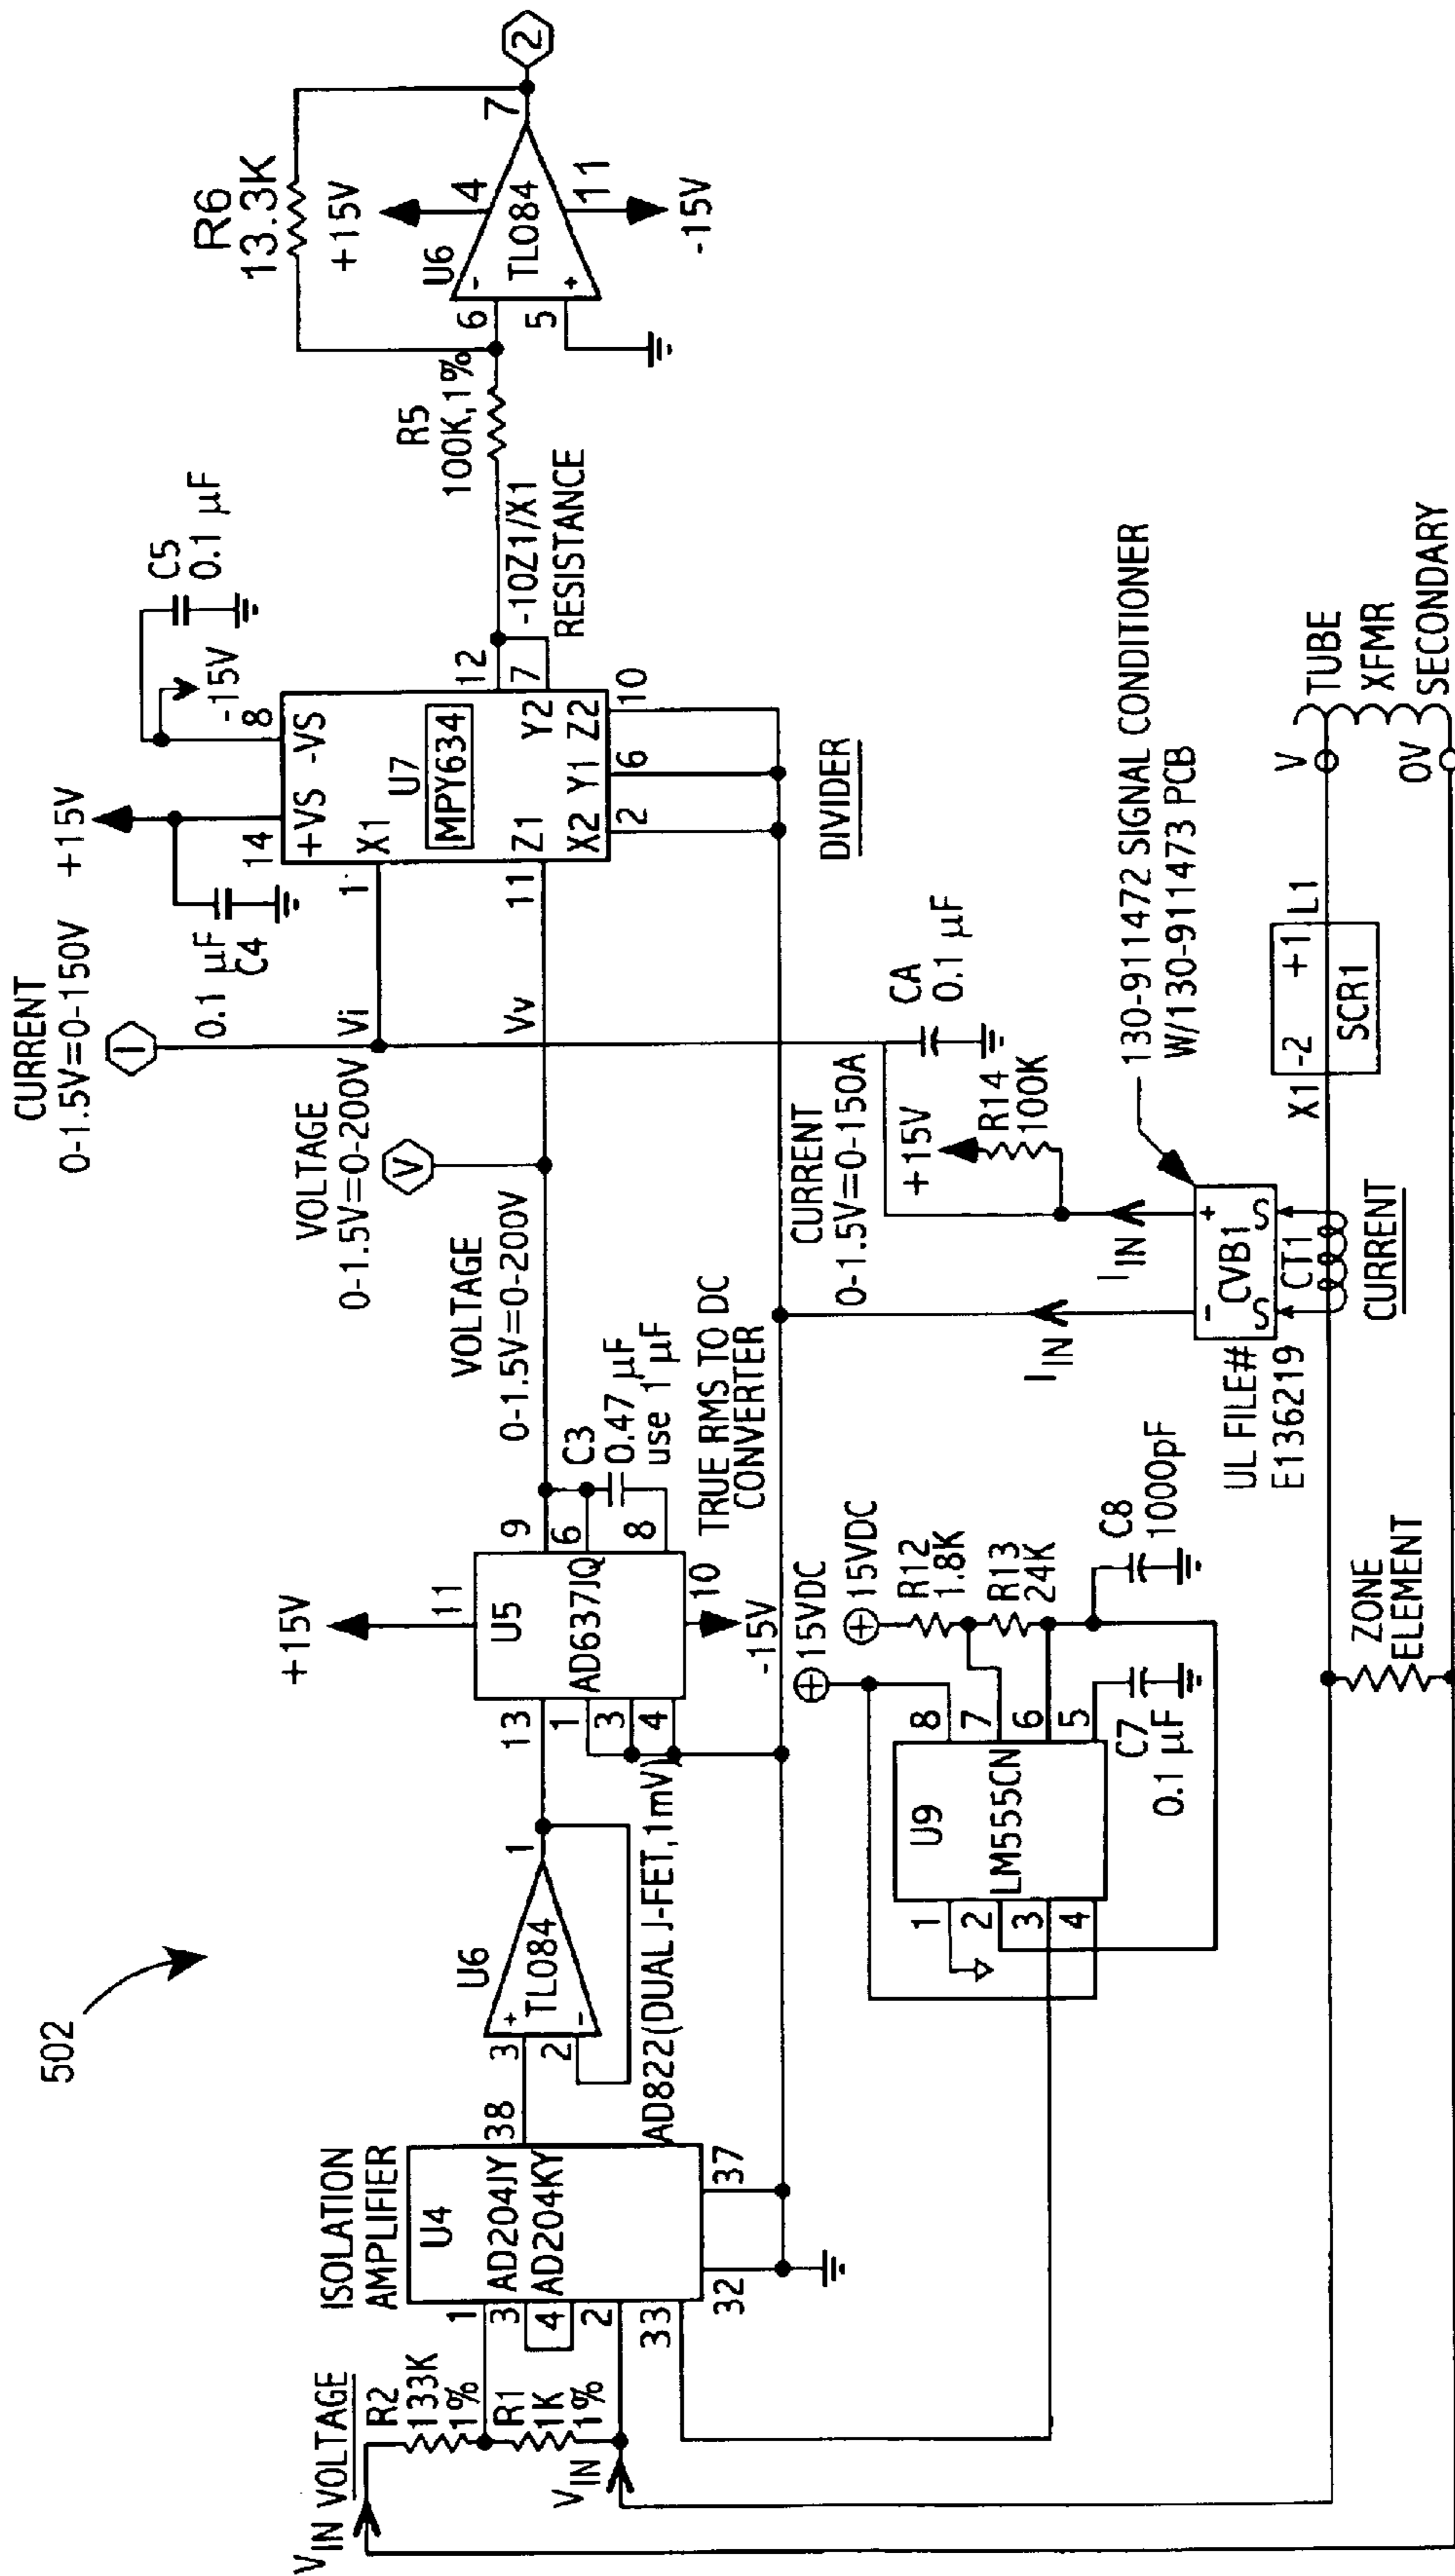 502
CURRENT
0-1.5V=0-150V
+15V
1
VOLTAGE
0-1.5V=0-200V
V
Vi
Vv
0.1 µF
C4
14
+VS
-VS
8
-15V
C5
0.1 µF
1
X1
U7
MPY634
11
Z1
X2
Y1
Z2
Y2
2
6
10
12
7
-10Z1/X1
RESISTANCE
DIVIDER
R5
100K,1%
R6
13.3K
+15V
U6
TL084
-
+
6
5
4
11
7
-15V
2
VIN VOLTAGE
R2
133K
1%
R1
1K
1%
VIN
ISOLATION
AMPLIFIER
U4
AD204JY
AD204KY
1
3
4
2
33
32
37
38
AD822(DUAL J-FET,1mV)
U6
TL084
+
-
3
2
1
+15V
11
U5
AD637JQ
13
1
3
4
9
6
8
10
-15V
C3
0.47 µF
use 1 µF
TRUE RMS TO DC
CONVERTER
VOLTAGE
0-1.5V=0-200V
CURRENT
0-1.5V=0-150A
CA
0.1 µF
+15V
R14
100K
IIN
IIN
130-911472 SIGNAL CONDITIONER
W/130-911473 PCB
-
+
CVB1
S
S
CT1
CURRENT
UL FILE#
E136219
15VDC
15VDC
R12
1.8K
R13
24K
C8
1000pF
C7
0.1 µF
U9
LM555CN
1
2
3
4
8
7
6
5
ZONE
ELEMENT
X1
-2
+1
L1
SCR1
V
0V
TUBE
XFMR
SECONDARY